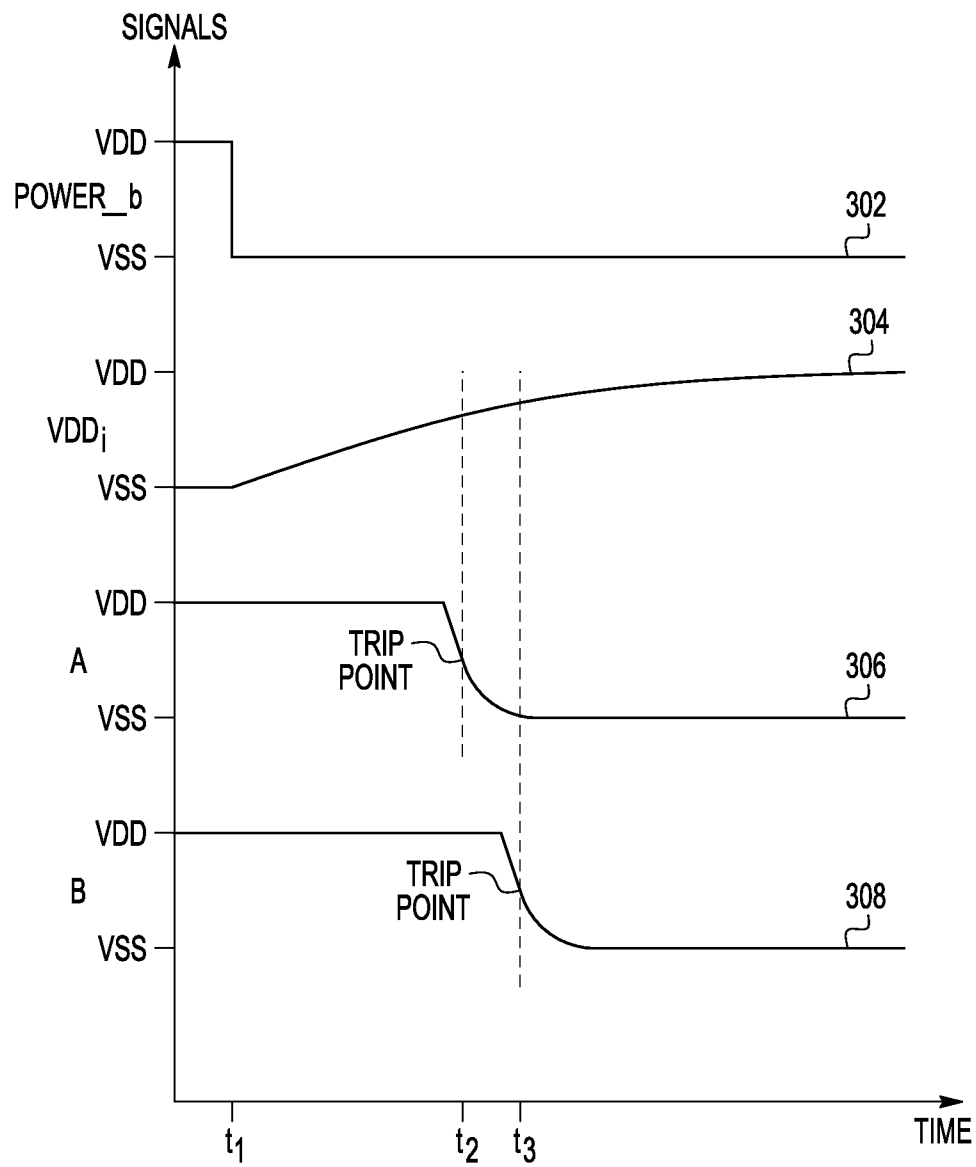 SIGNALS
VDD
POWER_b
VSS
302
304
VDD
VDDi
VSS
VDD
TRIP
POINT
A
306
VSS
VDD
TRIP
POINT
B
308
VSS
t1
t2
t3
TIME